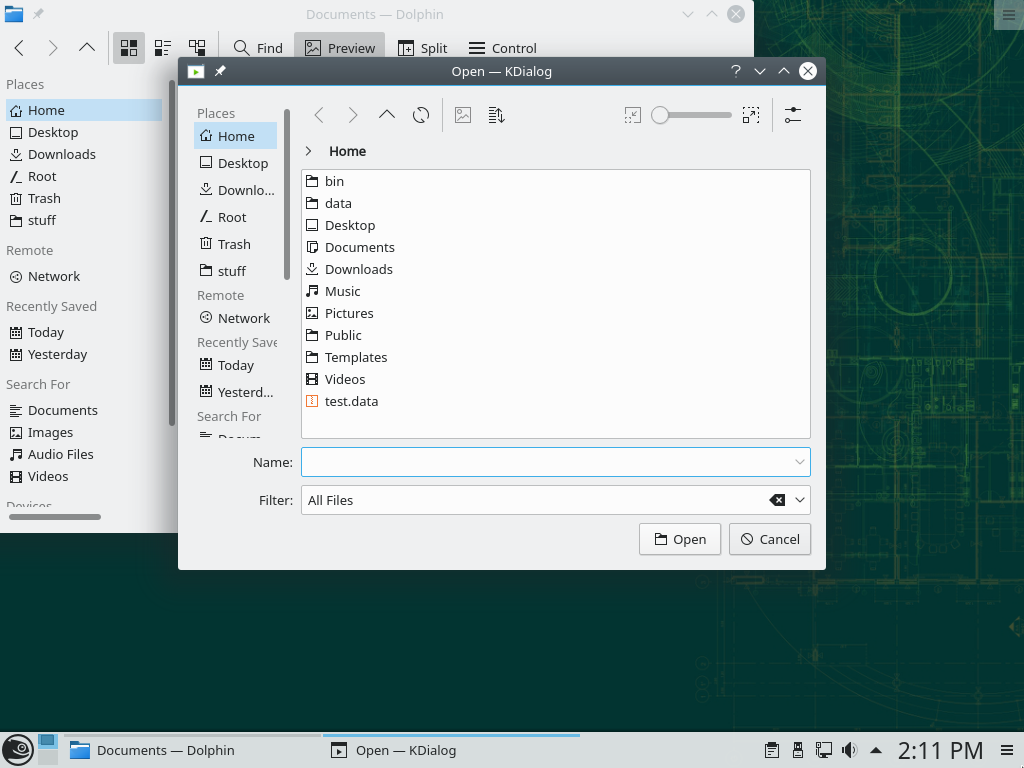 Documents — Dolphin
Find
Preview
Split
Control
Places
Home
Desktop
Downloads
Root
Trash
stuff
Remote
Network
Recently Saved
Today
Yesterday
Search For
Documents
Images
Audio Files
Videos
Devices
Open — KDialog
?
Places
Home
Desktop
Downlo...
Root
Trash
stuff
Remote
Network
Recently Save
Today
Yesterd...
Search For
Docum...
Home
bin
data
Desktop
Documents
Downloads
Music
Pictures
Public
Templates
Videos
test.data
Name:
Filter: All Files
Open
Cancel
Documents — Dolphin
Open — KDialog
2:11 PM